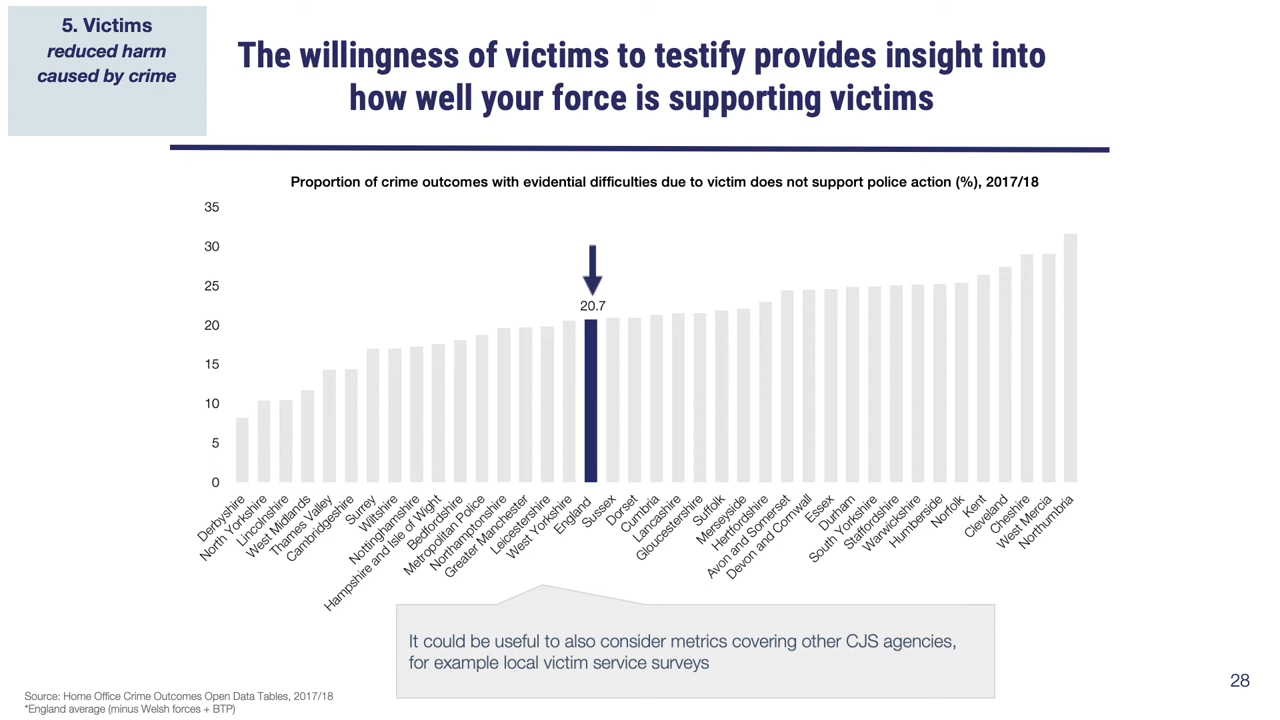 5. Victims
reduced harm
caused by crime
The willingness of victims to testify provides insight into
how well your force is supporting victims
Proportion of crime outcomes with evidential difficulties due to victim does not support police action (%), 2017/18
35
30
25
20
15
10
5
0
20.7
Derbyshire
North Yorkshire
Lincolnshire
West Midlands
Thames Valley
Cambridgeshire
Surrey
Wiltshire
Nottinghamshire
Hampshire and Isle of Wight
Bedfordshire
Metropolitan Police
Northamptonshire
Greater Manchester
Leicestershire
West Yorkshire
England
Sussex
Dorset
Cumbria
Lancashire
Gloucestershire
Suffolk
Merseyside
Hertfordshire
Avon and Somerset
Devon and Cornwall
Essex
Durham
South Yorkshire
Staffordshire
Warwickshire
Humberside
Norfolk
Kent
Cleveland
Cheshire
West Mercia
Northumbria
It could be useful to also consider metrics covering other CJS agencies,
for example local victim service surveys
Source: Home Office Crime Outcomes Open Data Tables, 2017/18
*England average (minus Welsh forces + BTP)
28